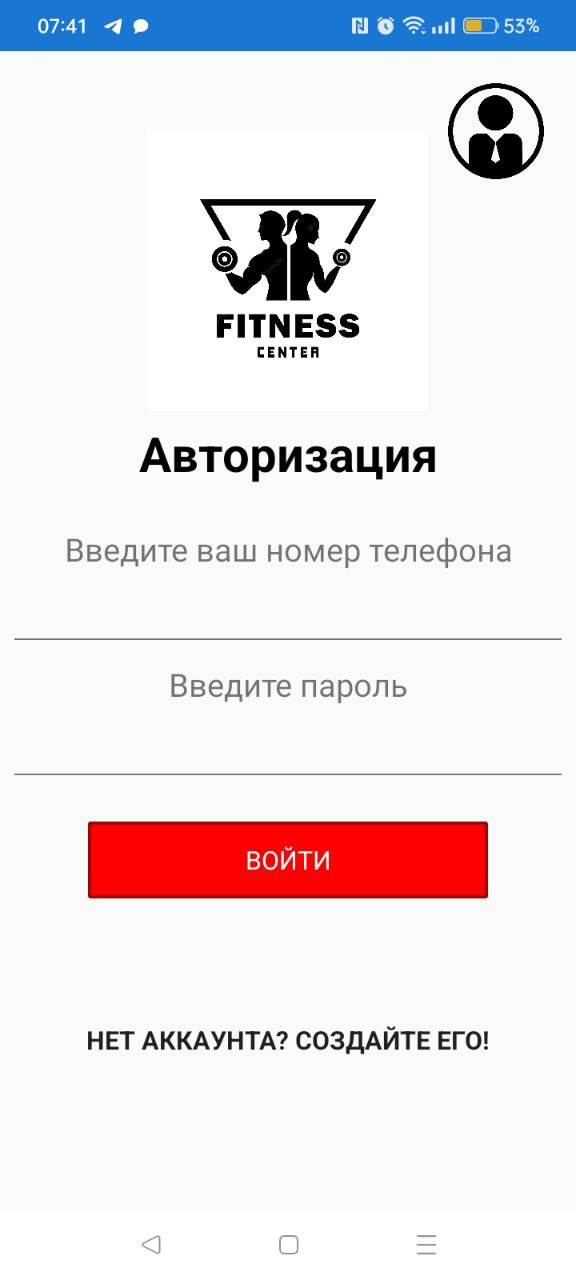 07:41
53%
FITNESS
CENTER
Авторизация
Введите ваш номер телефона
Введите пароль
ВОЙТИ
НЕТ АККАУНТА? СОЗДАЙТЕ ЕГО!